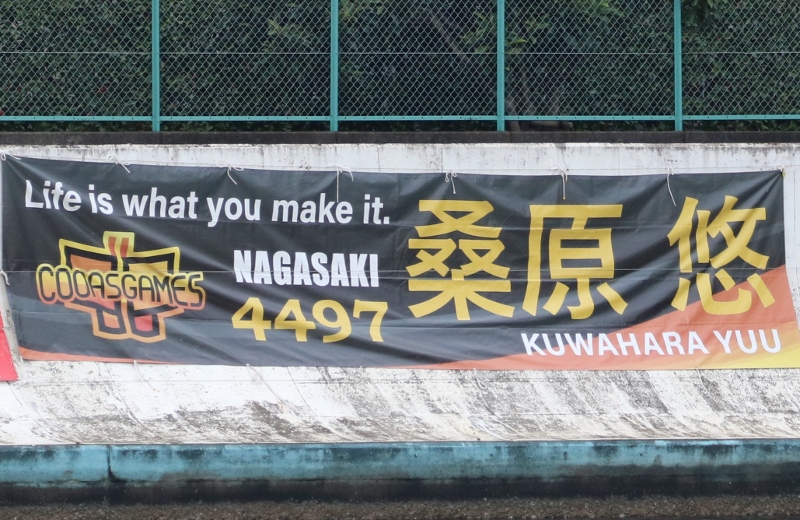 Life is what you make it.
COOASGAMES
NAGASAKI
4497
桑原 悠
KUWAHARA YUU